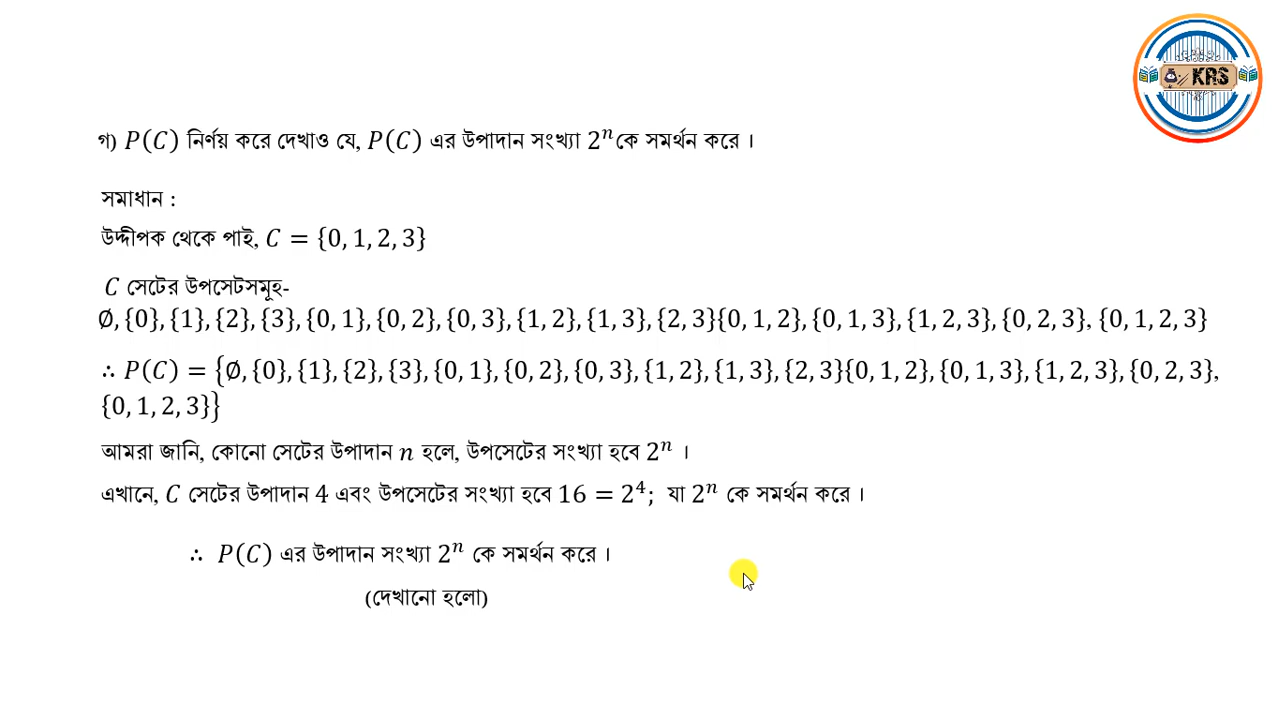 KRS
গ) P(C) নির্ণয় করে দেখাও যে, P(C) এর উপাদান সংখ্যা 2ⁿকে সমর্থন করে ।
সমাধান :
উদ্দীপক থেকে পাই, C = {0, 1, 2, 3}
C সেটের উপসেটসমূহ-
∅, {0}, {1}, {2}, {3}, {0, 1}, {0, 2}, {0, 3}, {1, 2}, {1, 3}, {2, 3}{0, 1, 2}, {0, 1, 3}, {1, 2, 3}, {0, 2, 3}, {0, 1, 2, 3}
∴ P(C) = {∅, {0}, {1}, {2}, {3}, {0, 1}, {0, 2}, {0, 3}, {1, 2}, {1, 3}, {2, 3}{0, 1, 2}, {0, 1, 3}, {1, 2, 3}, {0, 2, 3},
{0, 1, 2, 3}}
আমরা জানি, কোনো সেটের উপাদান n হলে, উপসেটের সংখ্যা হবে 2ⁿ ।
এখানে, C সেটের উপাদান 4 এবং উপসেটের সংখ্যা হবে 16 = 2⁴; যা 2ⁿ কে সমর্থন করে ।
∴ P(C) এর উপাদান সংখ্যা 2ⁿ কে সমর্থন করে ।
(দেখানো হলো)